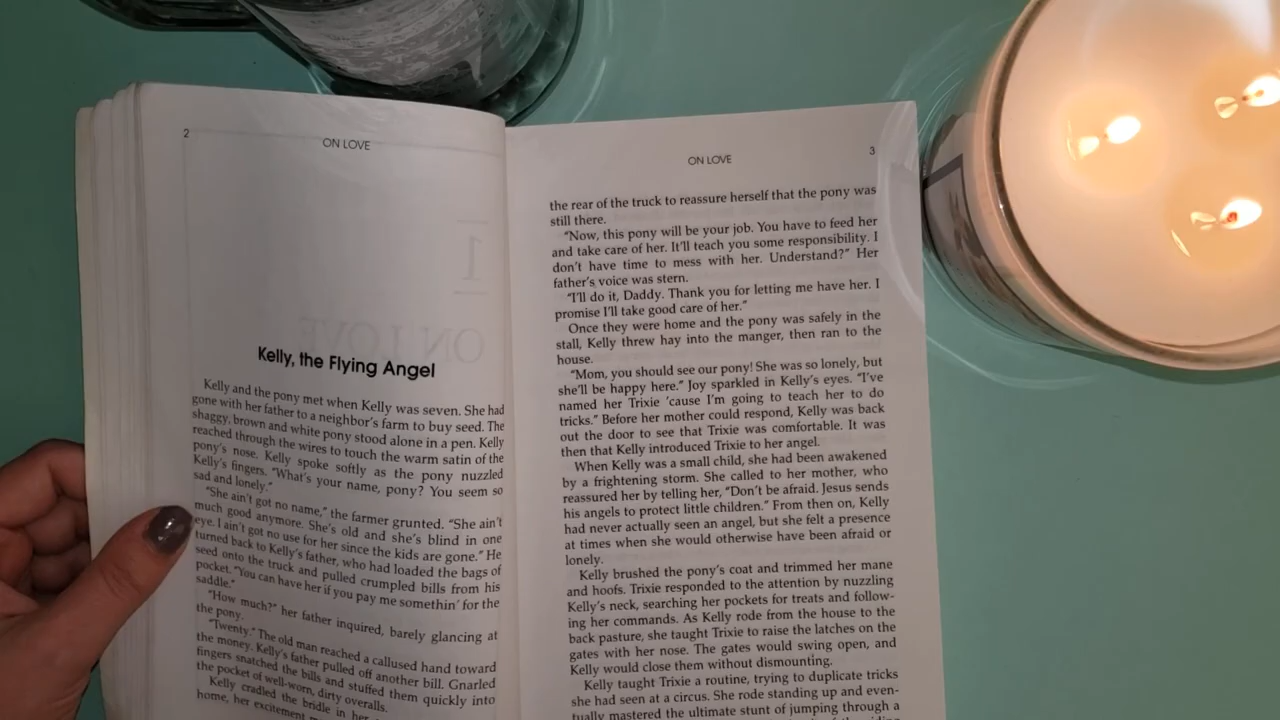 2
ON LOVE
Kelly, the Flying Angel
Kelly and the pony met when Kelly was seven. She had
gone with her father to a neighbor's farm to buy seed. The
shaggy, brown and white pony stood alone in a pen. Kelly
reached through the wires to touch the warm satin of the
pony's nose. Kelly spoke softly as the pony nuzzled
Kelly's fingers. "What's your name, pony? You seem so
sad and lonely."
"She ain't got no name," the farmer grunted. "She ain't
much good anymore. She's old and she's blind in one
eye. I ain't got no use for her since the kids are gone." He
turned back to Kelly's father, who had loaded the bags of
seed onto the truck and pulled crumpled bills from his
pocket. "You can have her if you pay me somethin' for the
saddle."
"How much?" her father inquired, barely glancing at
the pony.
"Twenty." The old man reached a callused hand toward
the money. Kelly's father pulled off another bill. Gnarled
fingers snatched the bills and stuffed them quickly into
the pocket of well-worn, dirty overalls.
Kelly cradled the bridle in her
home, her excitement
ON LOVE
3
the rear of the truck to reassure herself that the pony was
still there.
"Now, this pony will be your job. You have to feed her
and take care of her. It'll teach you some responsibility. I
don't have time to mess with her. Understand?" Her
father's voice was stern.
"I'll do it, Daddy. Thank you for letting me have her. I
promise I'll take good care of her."
Once they were home and the pony was safely in the
stall, Kelly threw hay into the manger, then ran to the
house.
"Mom, you should see our pony! She was so lonely, but
she'll be happy here." Joy sparkled in Kelly's eyes. "I've
named her Trixie 'cause I'm going to teach her to do
tricks." Before her mother could respond, Kelly was back
out the door to see that Trixie was comfortable. It was
then that Kelly introduced Trixie to her angel.
When Kelly was a small child, she had been awakened
by a frightening storm. She called to her mother, who
reassured her by telling her, "Don't be afraid. Jesus sends
his angels to protect little children." From then on, Kelly
had never actually seen an angel, but she felt a presence
at times when she would otherwise have been afraid or
lonely.
Kelly brushed the pony's coat and trimmed her mane
and hoofs. Trixie responded to the attention by nuzzling
Kelly's neck, searching her pockets for treats and follow-
ing her commands. As Kelly rode from the house to the
back pasture, she taught Trixie to raise the latches on the
gates with her nose. The gates would swing open, and
Kelly would close them without dismounting.
Kelly taught Trixie a routine, trying to duplicate tricks
she had seen at a circus. She rode standing up and even-
tually mastered the ultimate stunt of jumping through a